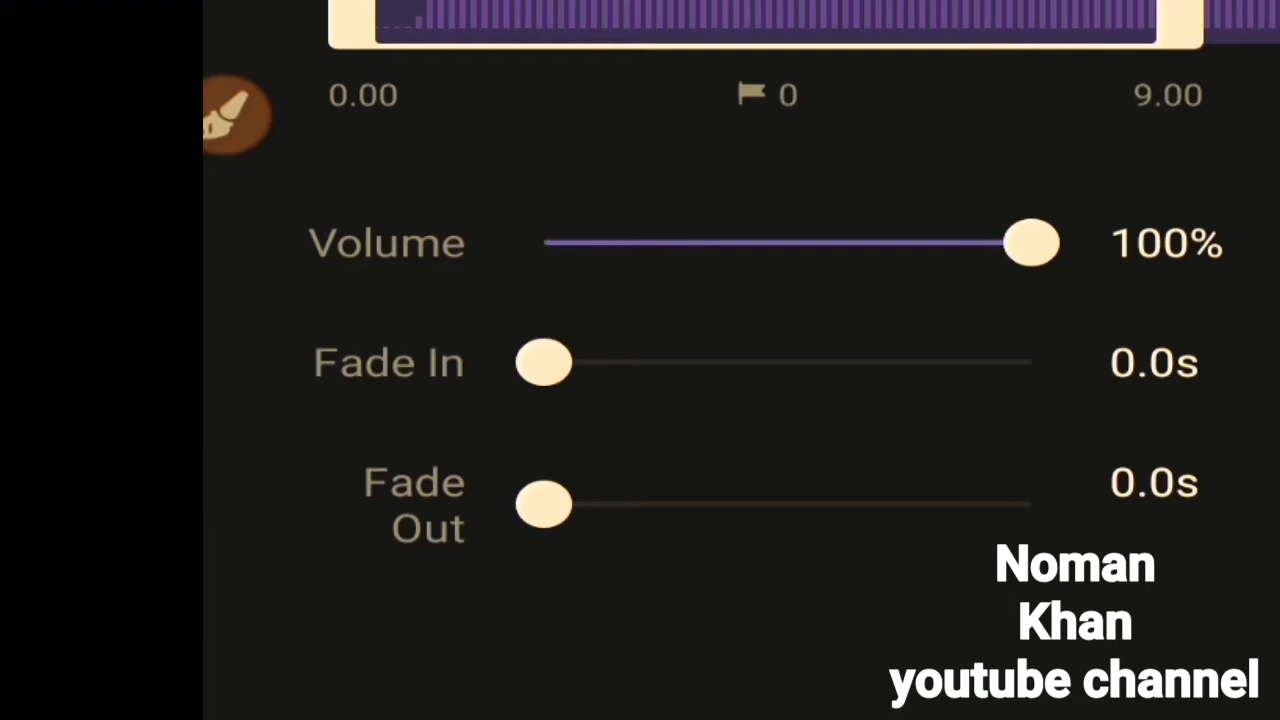 0.00 0 9.00
Volume 100%
Fade In 0.0s
Fade 0.0s
Out
Noman
Khan
youtube channel